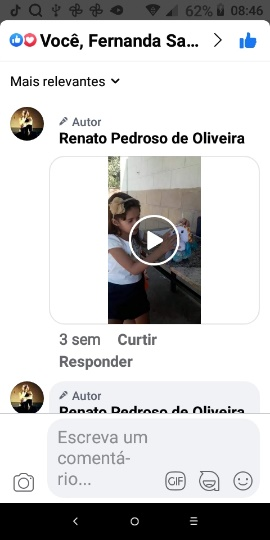 62% 08:46
Você, Fernanda Sa...
Mais relevantes
Autor
Renato Pedroso de Oliveira
3 sem Curtir
Responder
Autor
Renato Pedroso de Oliveira
Escreva um
comentá-
rio...
GIF